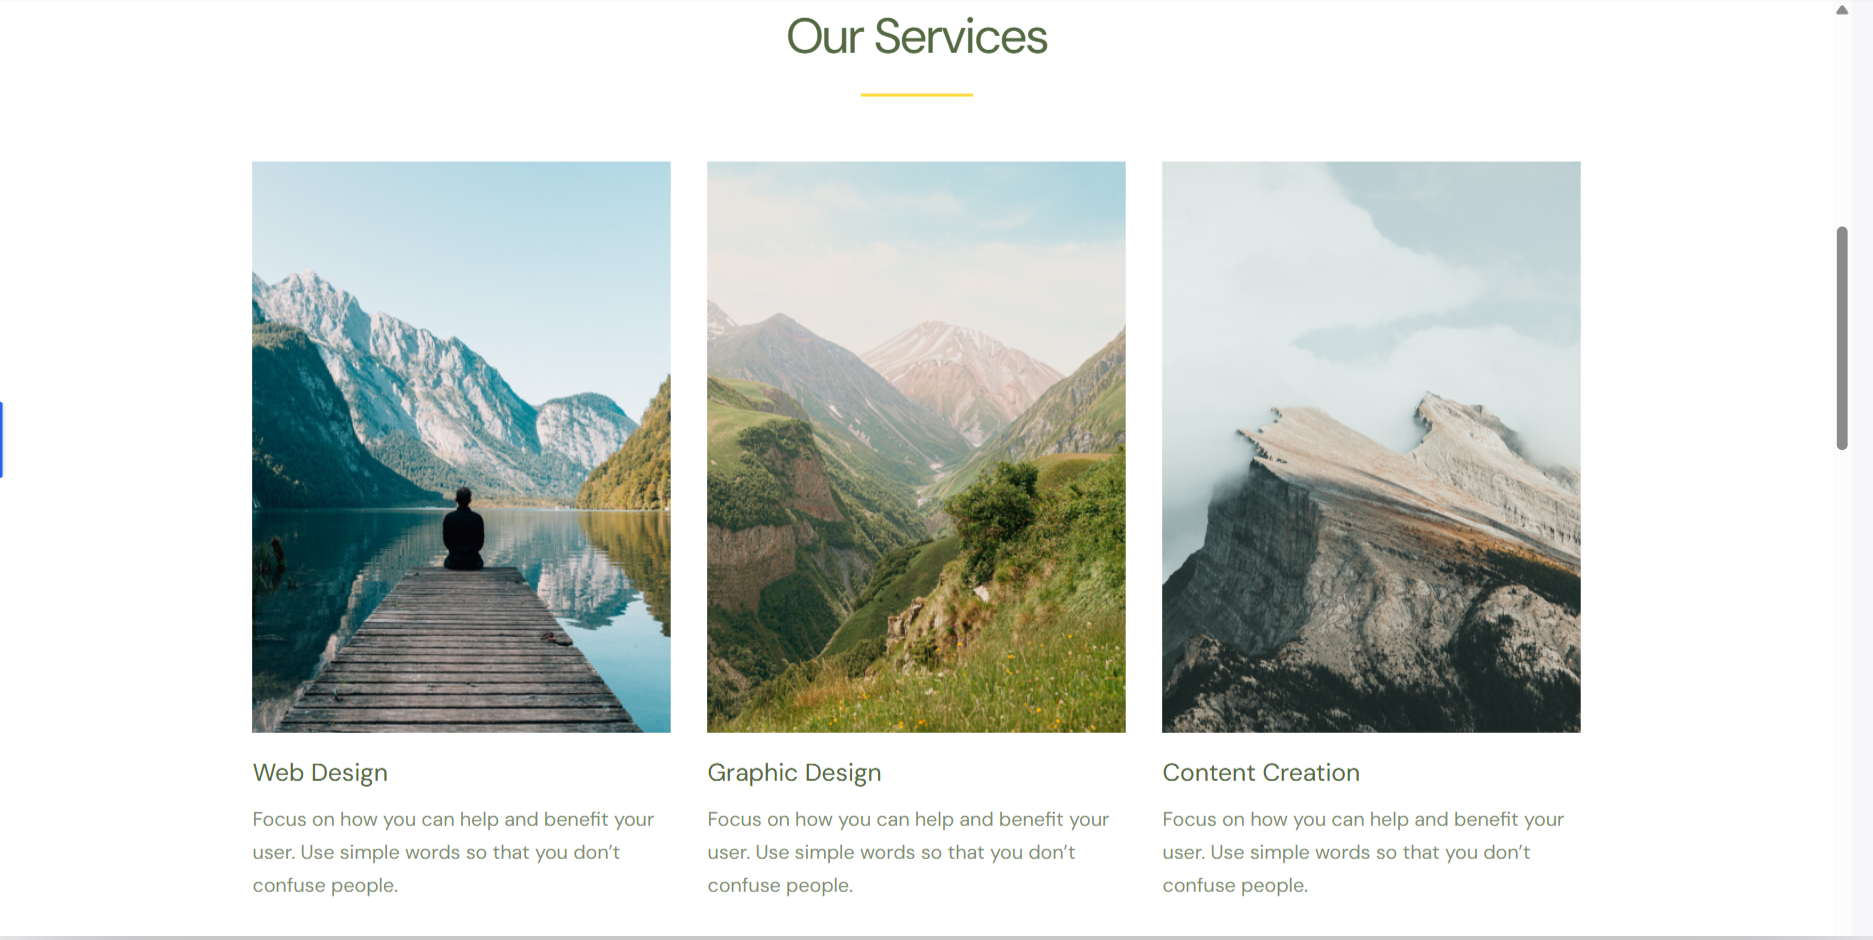 Our Services
Web Design
Focus on how you can help and benefit your
user. Use simple words so that you don’t
confuse people.
Graphic Design
Focus on how you can help and benefit your
user. Use simple words so that you don’t
confuse people.
Content Creation
Focus on how you can help and benefit your
user. Use simple words so that you don’t
confuse people.